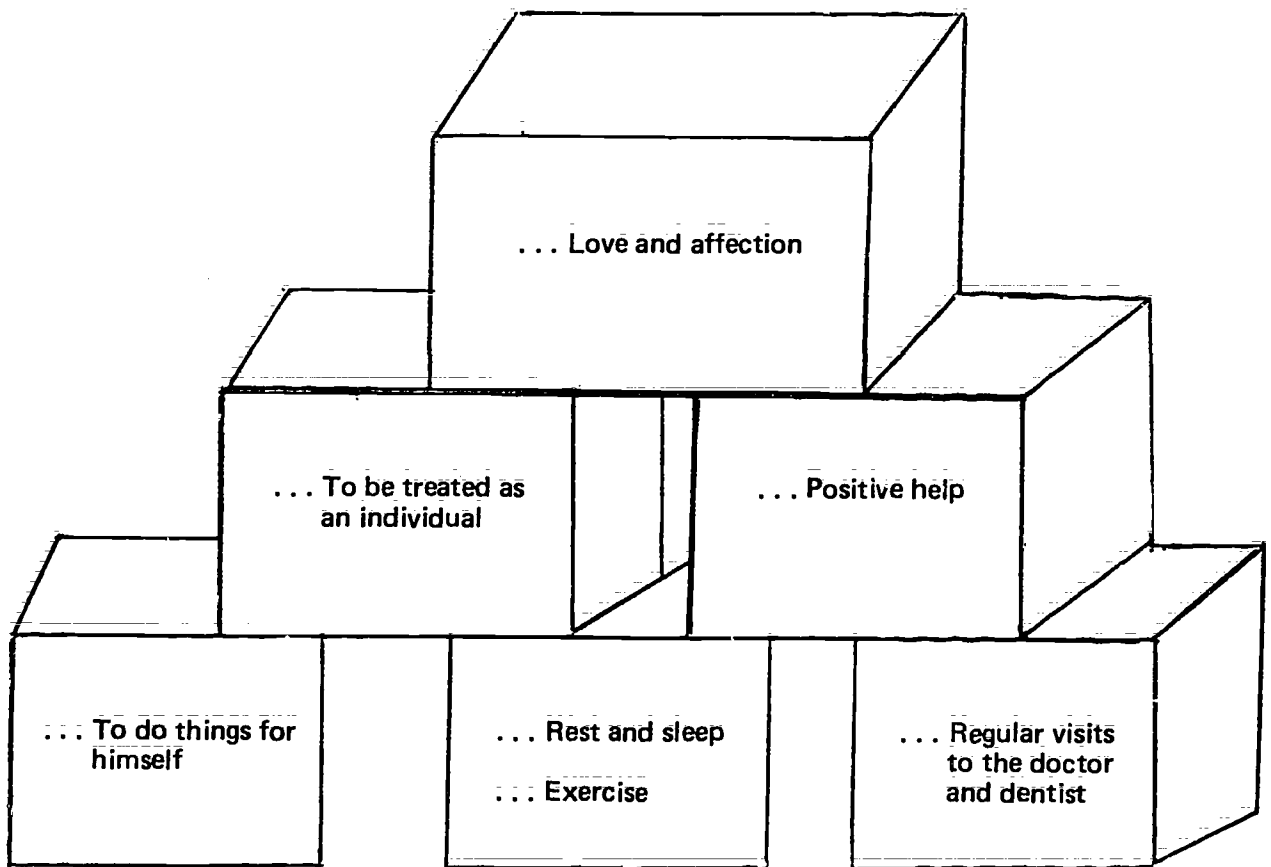 ... Love and affection
... To be treated as
an individual
... Positive help
... To do things for
himself
... Rest and sleep
... Exercise
... Regular visits
to the doctor
and dentist